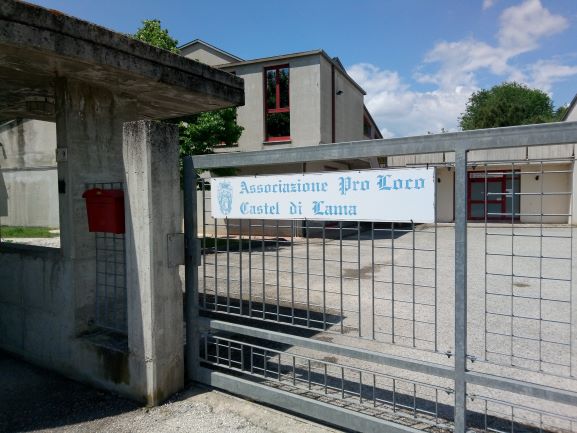 Associazione Pro Loco
Castel di Lama